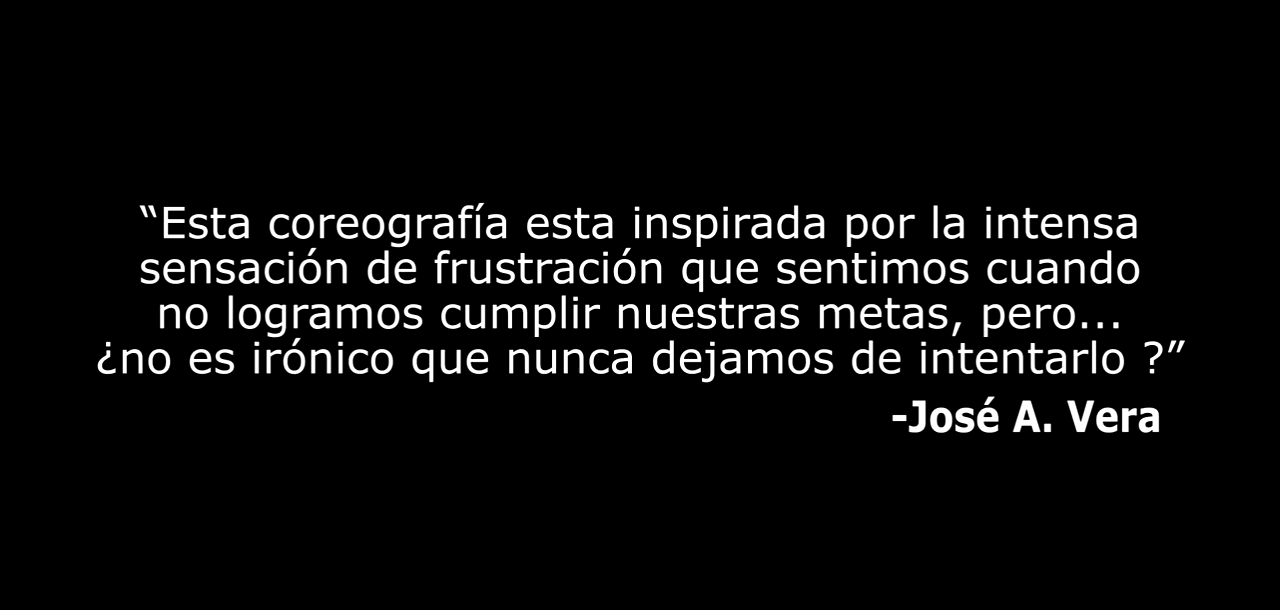 “Esta coreografía esta inspirada por la intensa
sensación de frustración que sentimos cuando
no logramos cumplir nuestras metas, pero...
¿no es irónico que nunca dejamos de intentarlo ?”
-José A. Vera